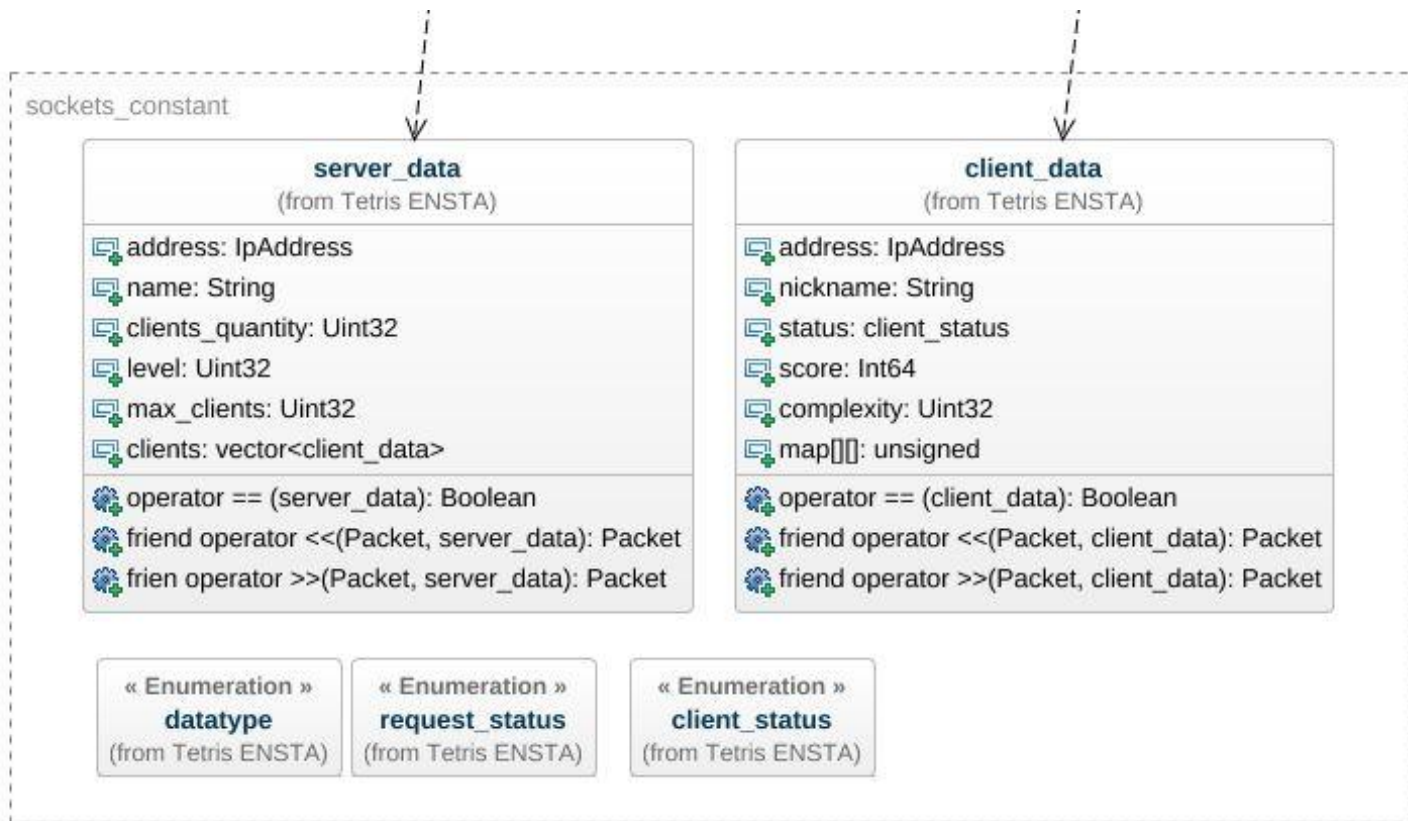 sockets_constant
server_data
(from Tetris ENSTA)
address: IpAddress
name: String
clients_quantity: Uint32
level: Uint32
max_clients: Uint32
clients: vector<client_data>
operator == (server_data): Boolean
friend operator <<(Packet, server_data): Packet
frien operator >>(Packet, server_data): Packet
client_data
(from Tetris ENSTA)
address: IpAddress
nickname: String
status: client_status
score: Int64
complexity: Uint32
map[][]: unsigned
operator == (client_data): Boolean
friend operator <<(Packet, client_data): Packet
friend operator >>(Packet, client_data): Packet
« Enumeration »
datatype
(from Tetris ENSTA)
« Enumeration »
request_status
(from Tetris ENSTA)
« Enumeration »
client_status
(from Tetris ENSTA)